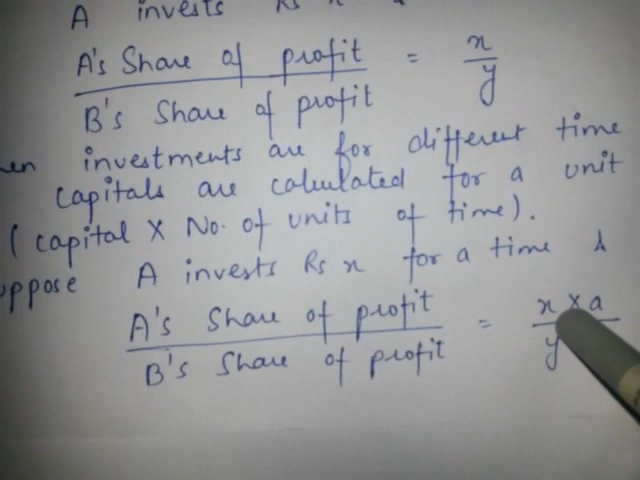 A invests Rs x
A's Share of profit = x
B's Share of profit y
investments are for different time
Capitals are calculated for a unit
( capital X No. of units of time ).
A invests Rs x for a time
A's Share of profit = x x a
B's Share of profit y